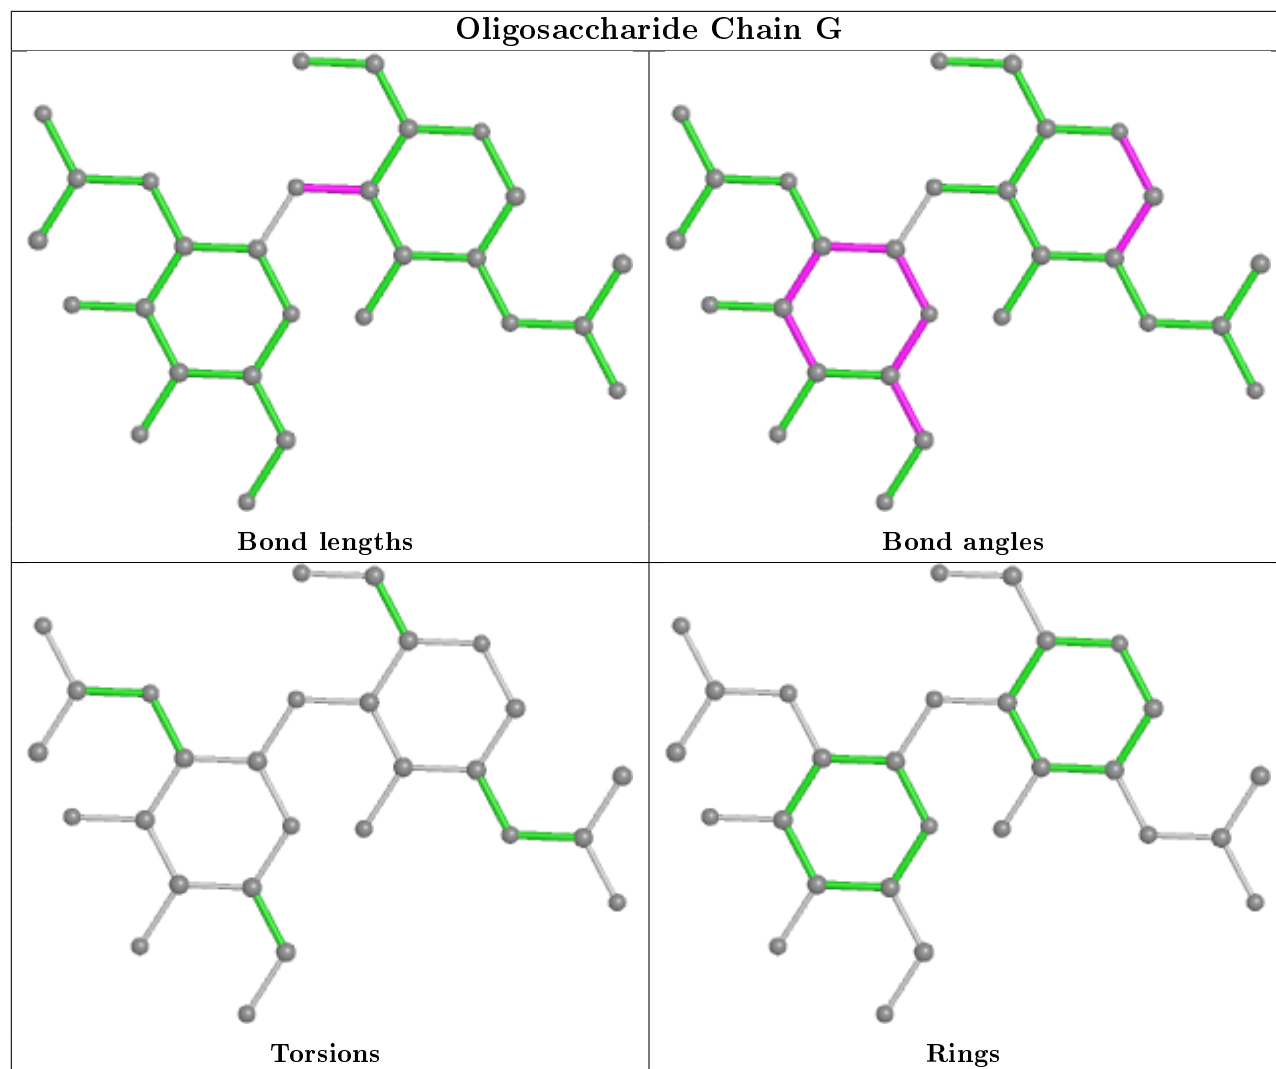 Oligosaccharide Chain G
Bond lengths
Bond angles
Torsions
Rings